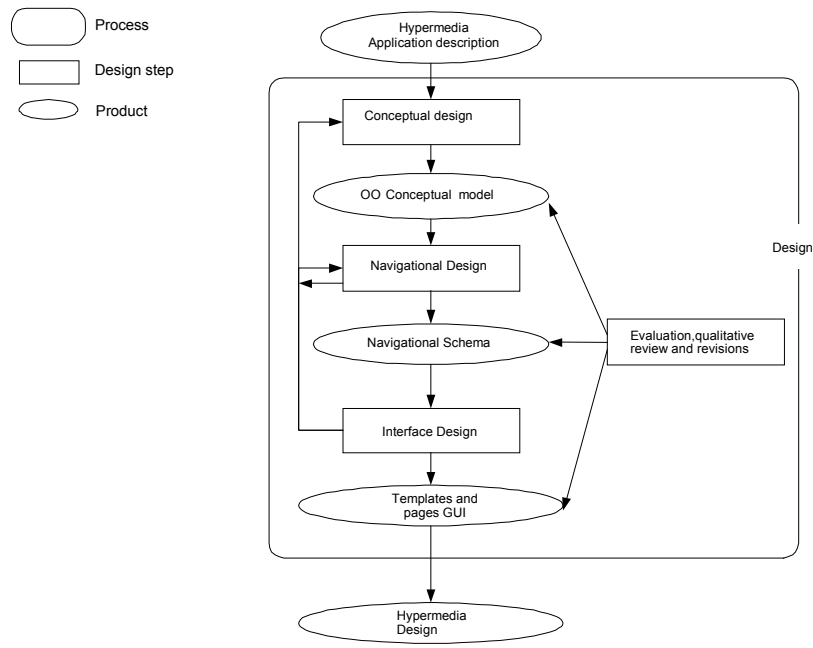 Process
Design step
Product
Hypermedia
Application description
Conceptual design
OO Conceptual model
Navigational Design
Navigational Schema
Interface Design
Templates and
pages GUI
Hypermedia
Design
Evaluation,qualitative
review and revisions
Design